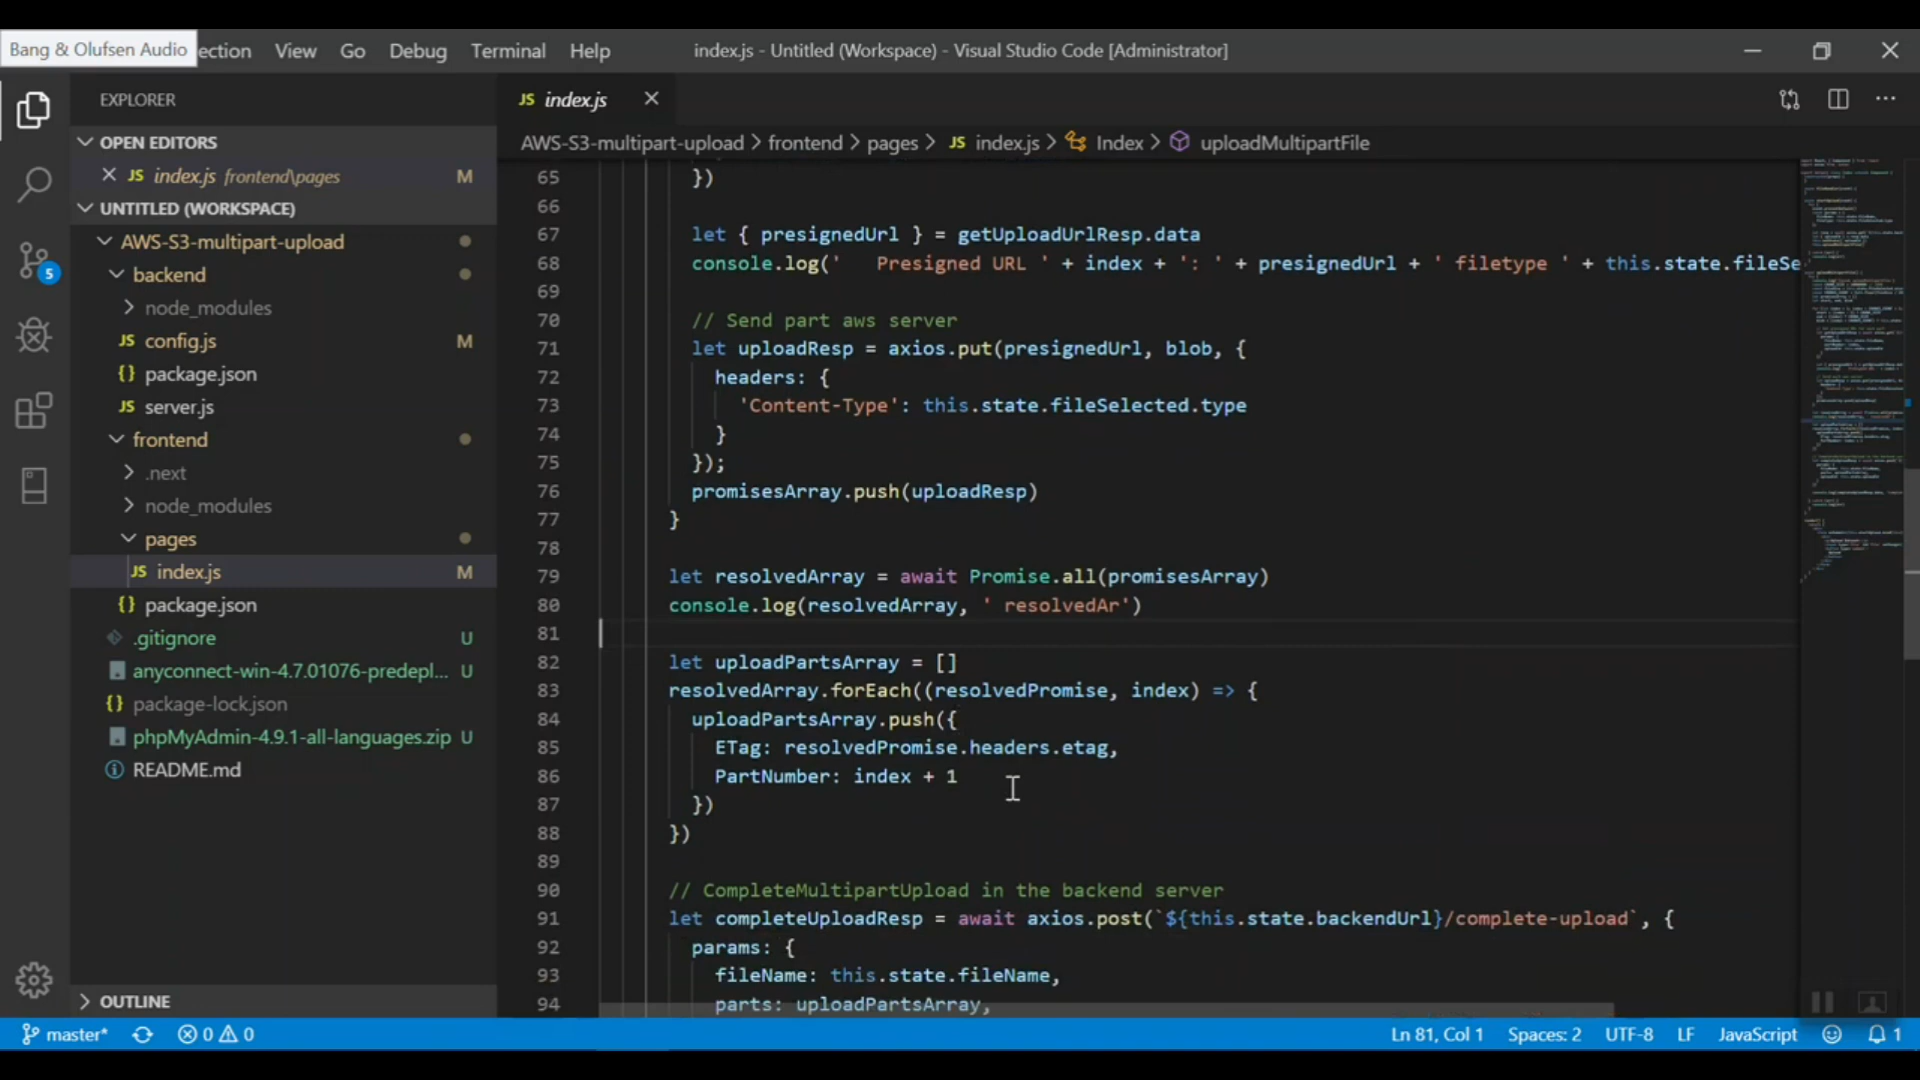 Bang & Olufsen Audio
ection View Go Debug Terminal Help
index.js - Untitled (Workspace) - Visual Studio Code [Administrator]
EXPLORER
OPEN EDITORS
JS index.js frontend\pages M
UNTITLED (WORKSPACE)
AWS-S3-multipart-upload
backend
node_modules
JS config.js M
{} package.json
JS server.js
frontend
.next
node_modules
pages
JS index.js M
{} package.json
.gitignore U
anyconnect-win-4.7.01076-predepl... U
{} package-lock.json
phpMyAdmin-4.9.1-all-languages.zip U
README.md
OUTLINE
5
JS index.js
AWS-S3-multipart-upload > frontend > pages > JS index.js > Index > uploadMultipartFile
65 })
66
67 let { presignedUrl } = getUploadUrlResp.data
68 console.log('   Presigned URL ' + index + ': ' + presignedUrl + ' filetype ' + this.state.fileSe
69
70 // Send part aws server
71 let uploadResp = axios.put(presignedUrl, blob, {
72 headers: {
73 'Content-Type': this.state.fileSelected.type
74 }
75 });
76 promisesArray.push(uploadResp)
77 }
78
79 let resolvedArray = await Promise.all(promisesArray)
80 console.log(resolvedArray, ' resolvedAr')
81
82 let uploadPartsArray = []
83 resolvedArray.forEach((resolvedPromise, index) => {
84 uploadPartsArray.push({
85 ETag: resolvedPromise.headers.etag,
86 PartNumber: index + 1
87 })
88 })
89
90 // CompleteMultipartUpload in the backend server
91 let completeUploadResp = await axios.post(`${this.state.backendUrl}/complete-upload`, {
92 params: {
93 fileName: this.state.fileName,
94 parts: uploadPartsArray,
master* 0 0
Ln 81, Col 1 Spaces: 2 UTF-8 LF JavaScript 1